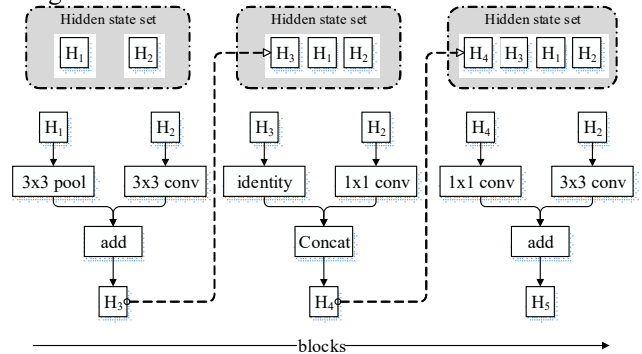 Hidden state set Hidden state set Hidden state set
H₁ H₂ H₃ H₁ H₂ H₄ H₃ H₁ H₂
H₁ H₂ H₃ H₂ H₄ H₂
3x3 pool 3x3 conv identity 1x1 conv 1x1 conv 3x3 conv
add Concat add
H₃ H₄ H₅
blocks